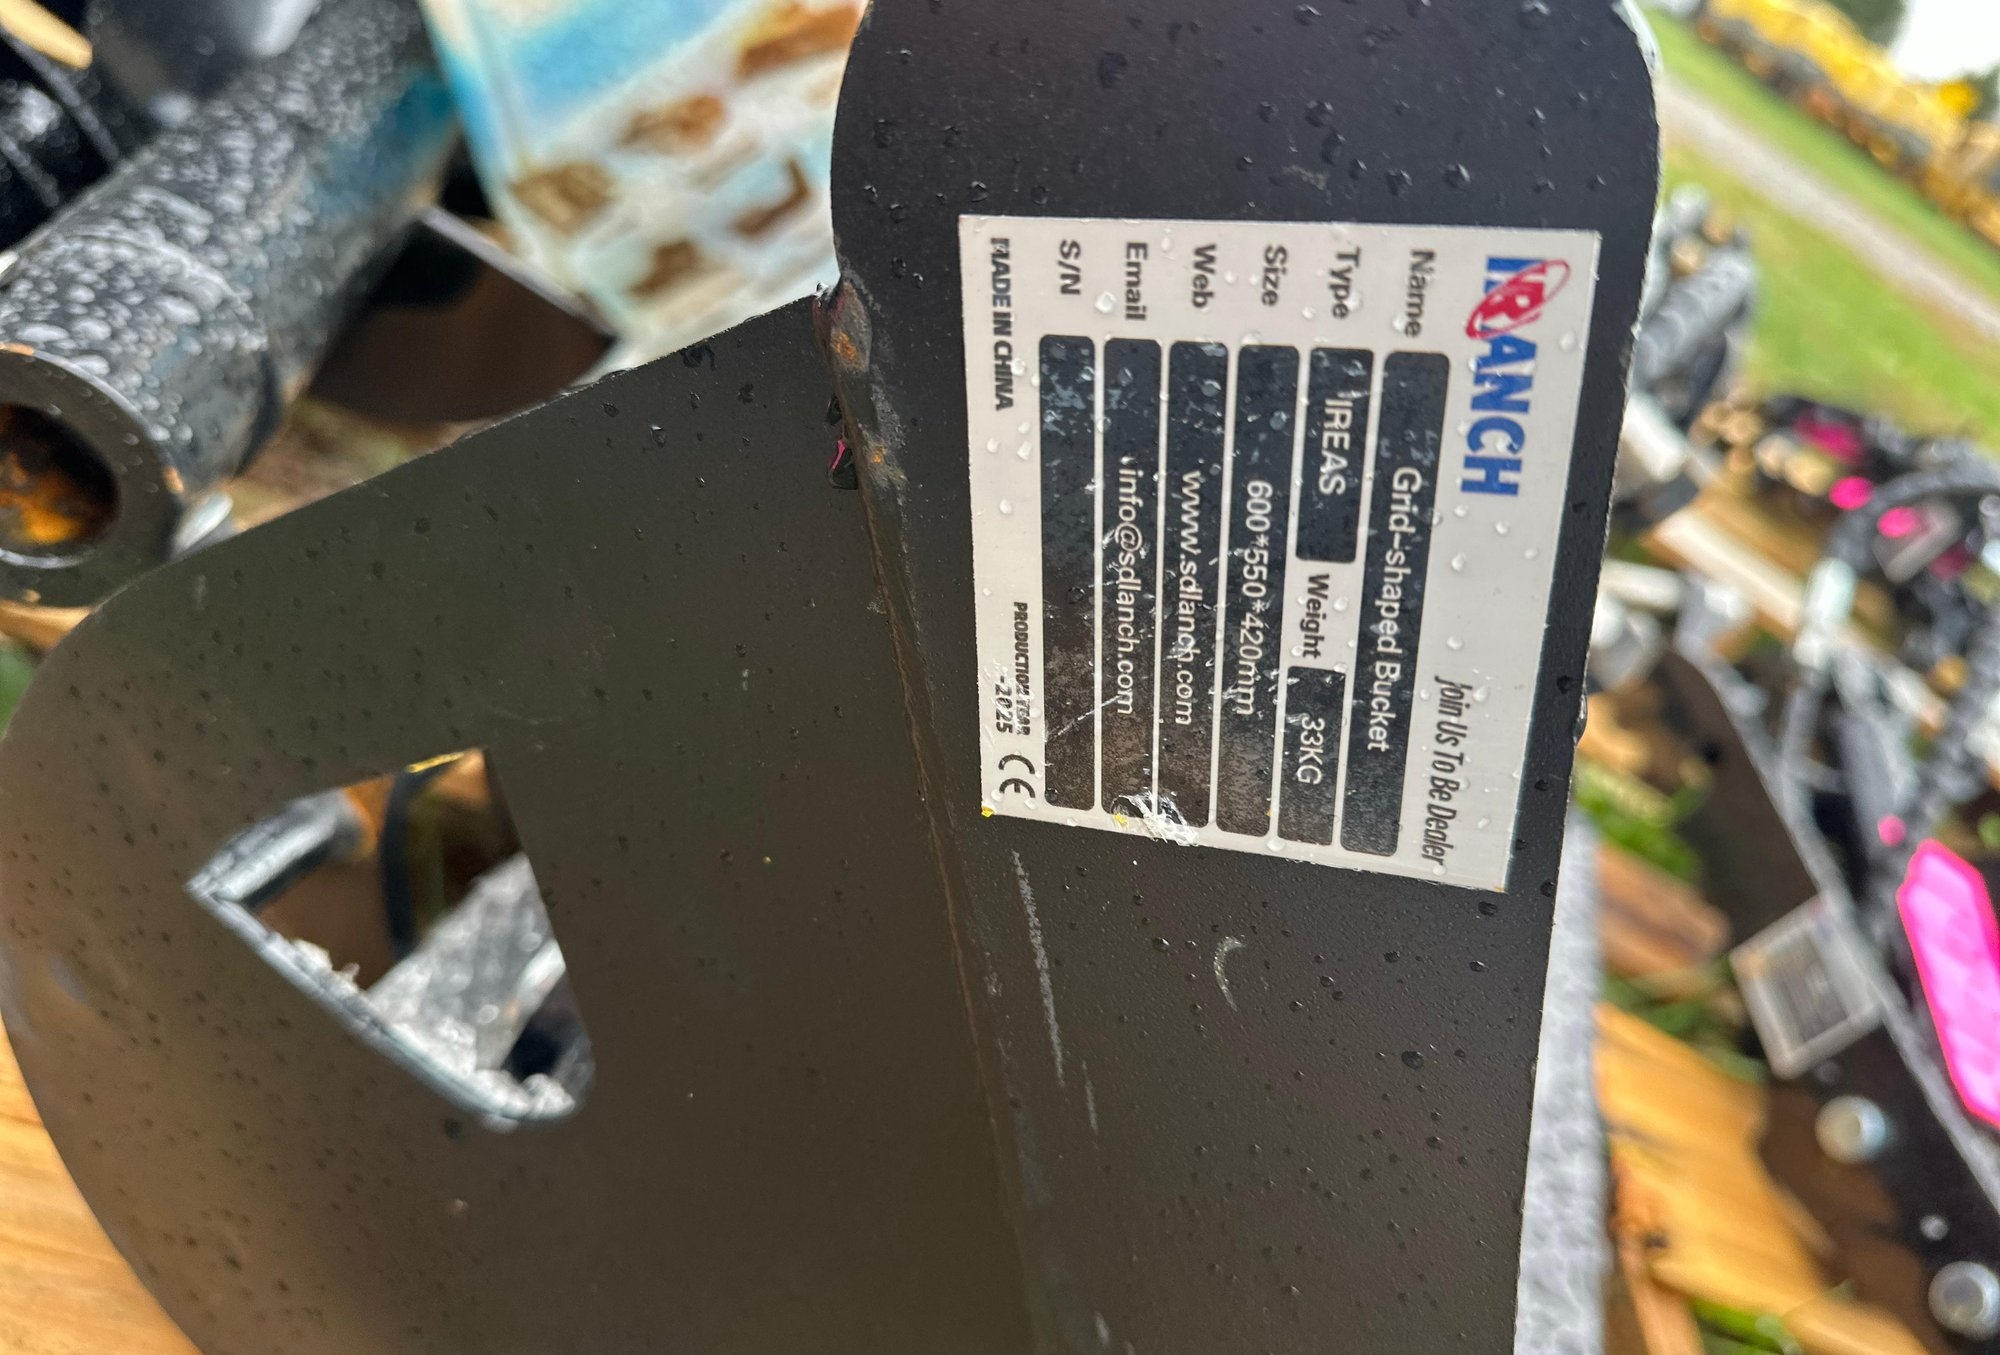 IRANCH
Join Us To Be Dealer
Name Grid-shaped Bucket
Type IREAS Weight 33KG
Size 600*550*420mm
Web www.sdlanch.com
Email info@sdlanch.com
S/N
MADE IN CHINA
PRODUCTION YEAR
-2025
CE